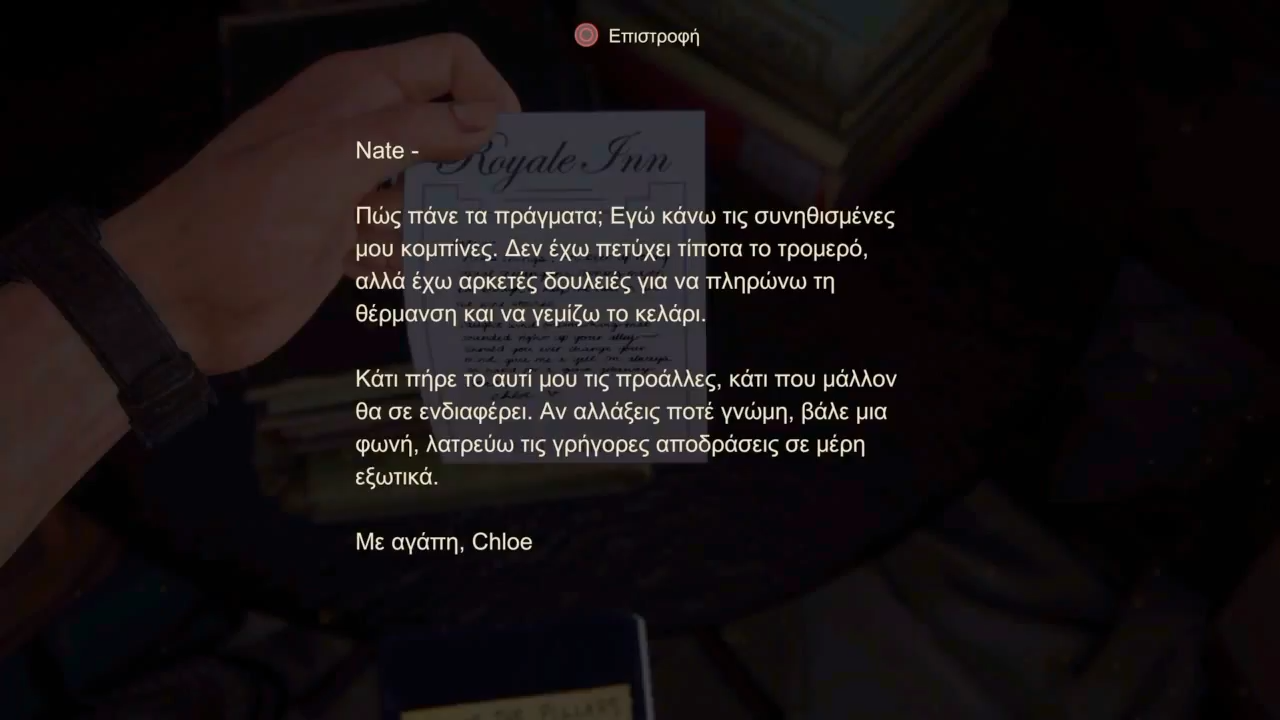 Επιστροφή
Royale Inn
Nate -
Πώς πάνε τα πράγματα; Εγώ κάνω τις συνηθισμένες
μου κομπίνες. Δεν έχω πετύχει τίποτα το τρομερό,
αλλά έχω αρκετές δουλειές για να πληρώνω τη
θέρμανση και να γεμίζω το κελάρι.
Κάτι πήρε το αυτί μου τις προάλλες, κάτι που μάλλον
θα σε ενδιαφέρει. Αν αλλάξεις ποτέ γνώμη, βάλε μια
φωνή, λατρεύω τις γρήγορες αποδράσεις σε μέρη
εξωτικά.
Με αγάπη, Chloe